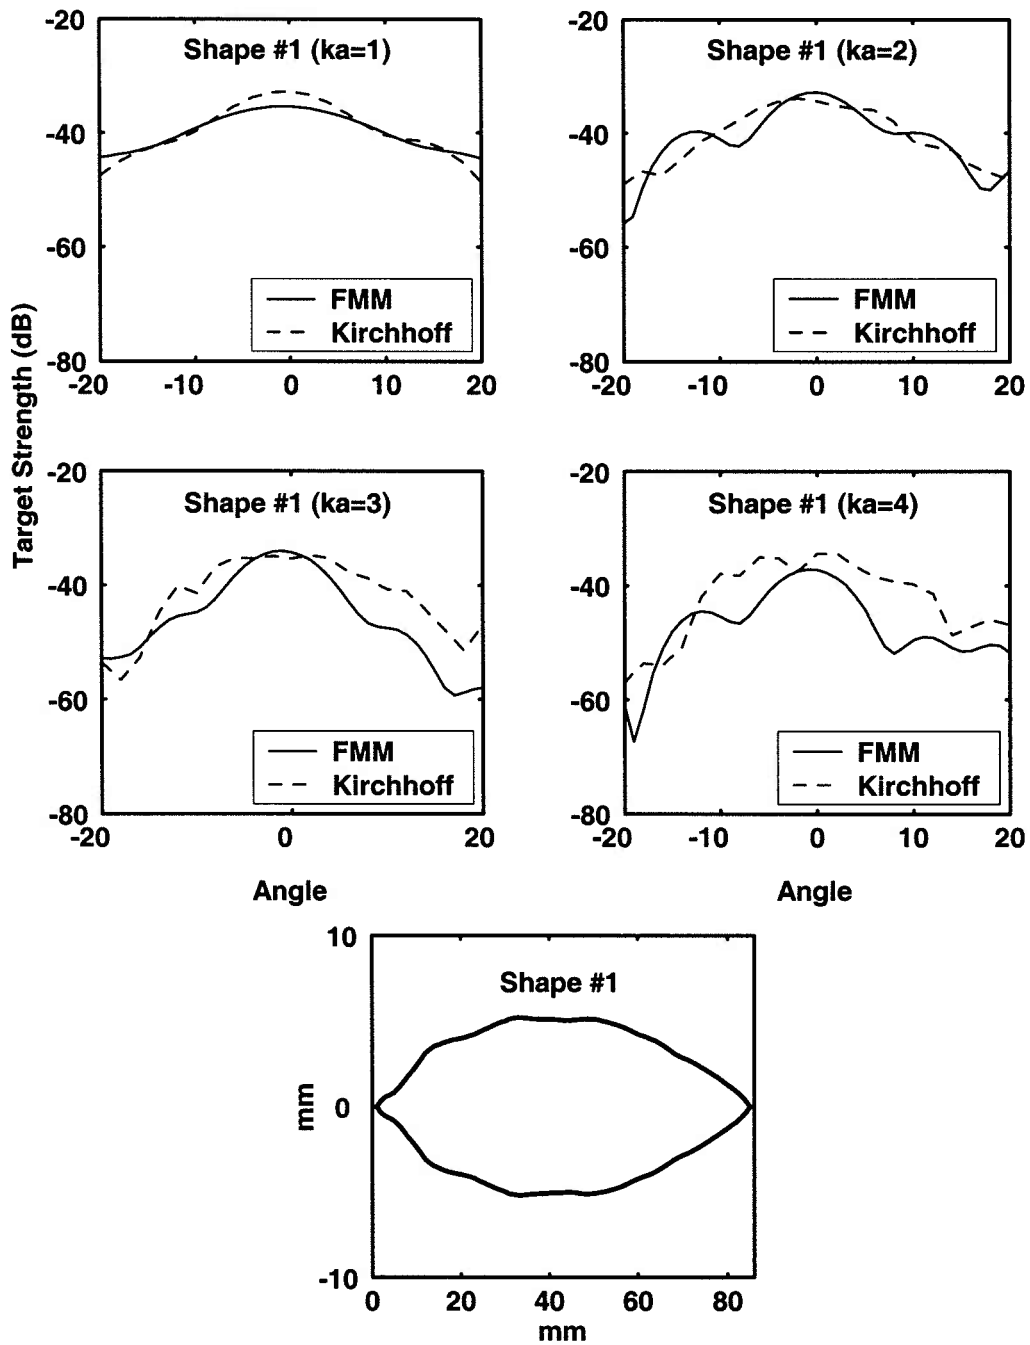 Target Strength (dB)
Shape #1 (ka=1)
-20
-40
-60
-80
FMM
Kirchhoff
-20 -10 0 10 20
Shape #1 (ka=2)
-20
-40
-60
-80
FMM
Kirchhoff
-20 -10 0 10 20
Shape #1 (ka=3)
-20
-40
-60
-80
FMM
Kirchhoff
-20 0 20
Angle
Shape #1 (ka=4)
-20
-40
-60
-80
FMM
Kirchhoff
-20 -10 0 10 20
Angle
Shape #1
10
0
-10
mm
0 20 40 60 80
mm